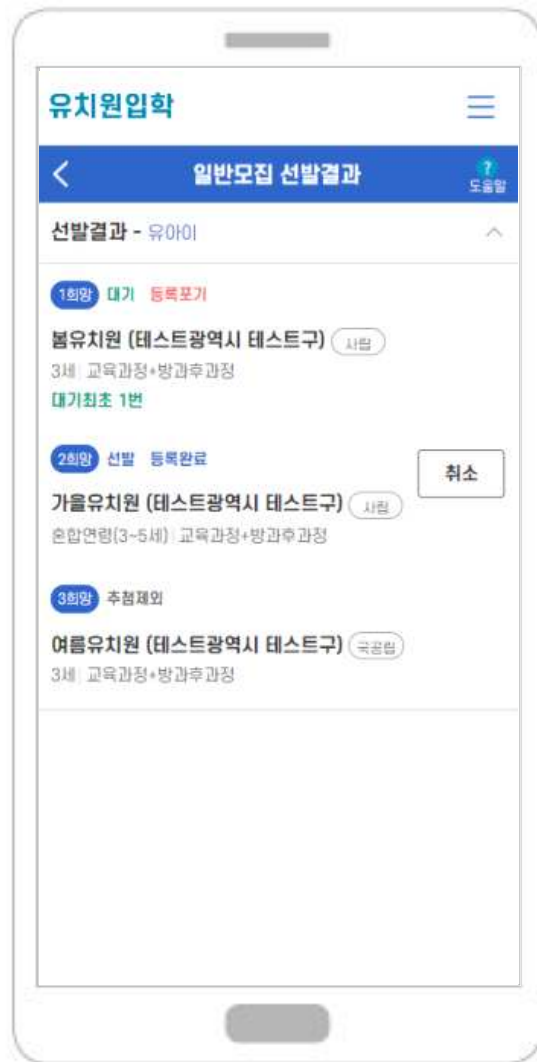 유치원입학
일반모집 선발결과
?
도움말
선발결과 - 유아이
1희망 대기 등록포기
봄유치원 (테스트광역시 테스트구) 사립
3세 | 교육과정+방과후과정
대기최초 1번
2희망 선발 등록완료
취소
가을유치원 (테스트광역시 테스트구) 사립
혼합연령(3~5세) | 교육과정+방과후과정
3희망 추첨제외
여름유치원 (테스트광역시 테스트구) 국공립
3세 | 교육과정+방과후과정